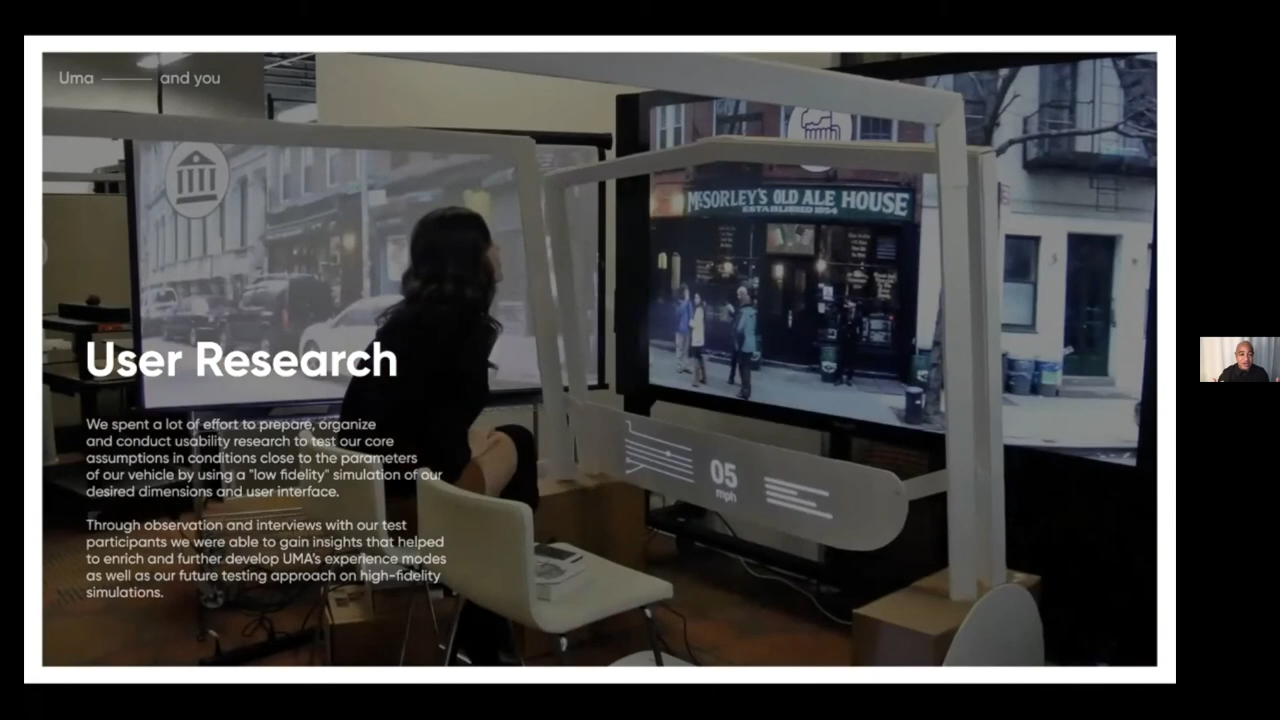 Uma and you
McSORLEY'S OLD ALE HOUSE
ESTABLISHED 1854
User Research
We spent a lot of effort to prepare, organize
and conduct usability research to test our core
assumptions in conditions close to the parameters
of our vehicle by using a "low fidelity" simulation of our
desired dimensions and user interface.
Through observation and interviews with our test
participants we were able to gain insights that helped
to enrich and further develop UMA's experience modes
as well as our future testing approach on high-fidelity
simulations.
05
mph